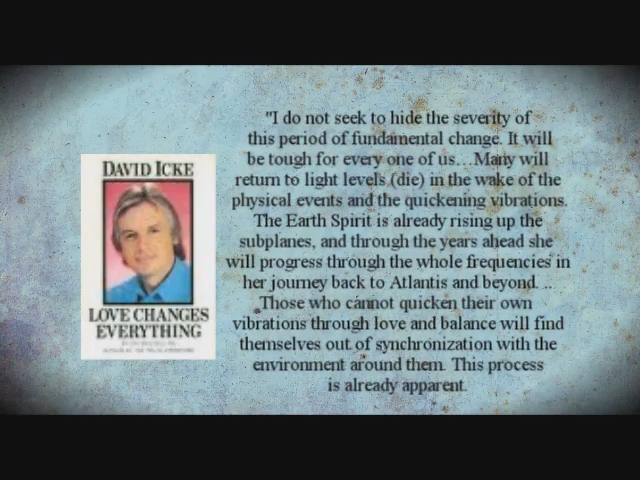 DAVID ICKE
LOVE CHANGES
EVERYTHING
"I do not seek to hide the severity of
this period of fundamental change. It will
be tough for every one of us…Many will
return to light levels (die) in the wake of the
physical events and the quickening vibrations.
The Earth Spirit is already rising up the
subplanes, and through the years ahead she
will progress through the whole frequencies in
her journey back to Atlantis and beyond…
Those who cannot quicken their own
vibrations through love and balance will find
themselves out of synchronization with the
environment around them. This process
is already apparent.